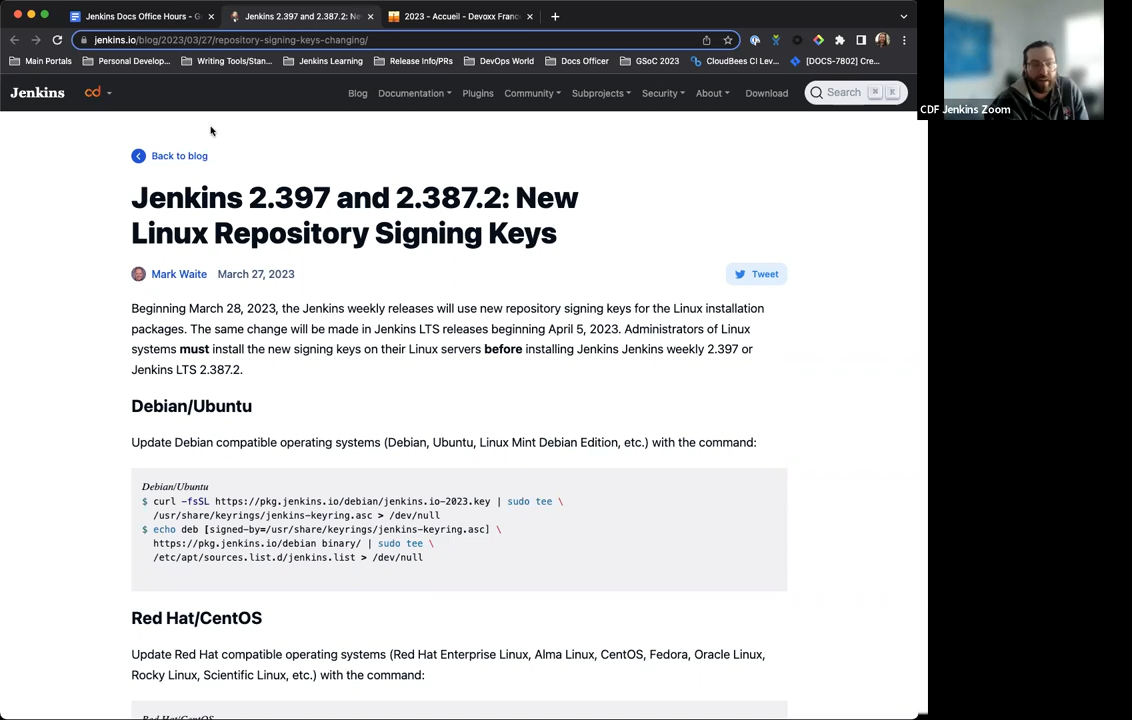 Jenkins Docs Office Hours - G
Jenkins 2.397 and 2.387.2: Ne
2023 - Accueil - Devoxx Franc
jenkins.io/blog/2023/03/27/repository-signing-keys-changing/
Main Portals
Personal Develop...
Writing Tools/Stan...
Jenkins Learning
Release Info/PRs
DevOps World
Docs Officer
GSoC 2023
CloudBees CI Lev...
[DOCS-7802] Cre...
Jenkins
cd
Blog
Documentation
Plugins
Community
Subprojects
Security
About
Download
Search
⌘
K
CDF Jenkins Zoom
Back to blog
Jenkins 2.397 and 2.387.2: New
Linux Repository Signing Keys
Mark Waite
March 27, 2023
Tweet
Beginning March 28, 2023, the Jenkins weekly releases will use new repository signing keys for the Linux installation
packages. The same change will be made in Jenkins LTS releases beginning April 5, 2023. Administrators of Linux
systems must install the new signing keys on their Linux servers before installing Jenkins Jenkins weekly 2.397 or
Jenkins LTS 2.387.2.
Debian/Ubuntu
Update Debian compatible operating systems (Debian, Ubuntu, Linux Mint Debian Edition, etc.) with the command:
Debian/Ubuntu
$ curl -fsSL https://pkg.jenkins.io/debian/jenkins.io-2023.key | sudo tee \
/usr/share/keyrings/jenkins-keyring.asc > /dev/null
$ echo deb [signed-by=/usr/share/keyrings/jenkins-keyring.asc] \
https://pkg.jenkins.io/debian binary/ | sudo tee \
/etc/apt/sources.list.d/jenkins.list > /dev/null
Red Hat/CentOS
Update Red Hat compatible operating systems (Red Hat Enterprise Linux, Alma Linux, CentOS, Fedora, Oracle Linux,
Rocky Linux, Scientific Linux, etc.) with the command:
Red Hat/CentOS